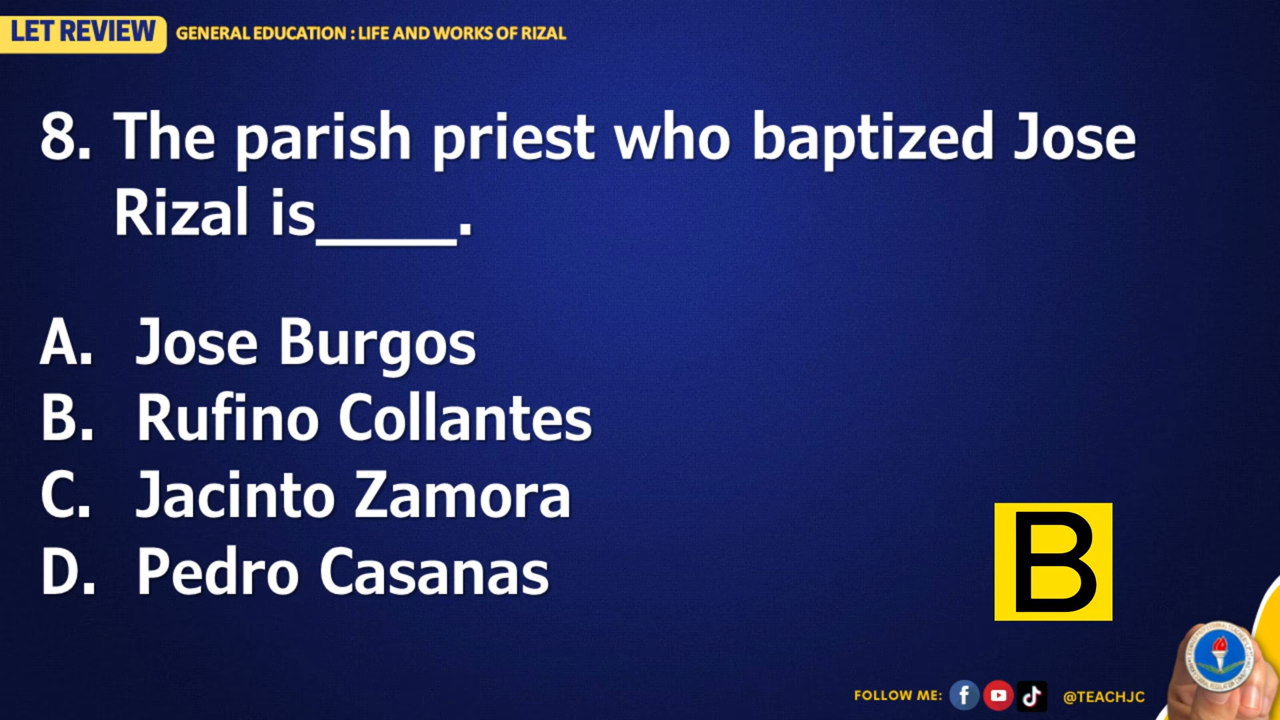 LET REVIEW
GENERAL EDUCATION : LIFE AND WORKS OF RIZAL
8. The parish priest who baptized Jose
Rizal is____.
A. Jose Burgos
B. Rufino Collantes
C. Jacinto Zamora
D. Pedro Casanas
B
FOLLOW ME: @TEACHJC